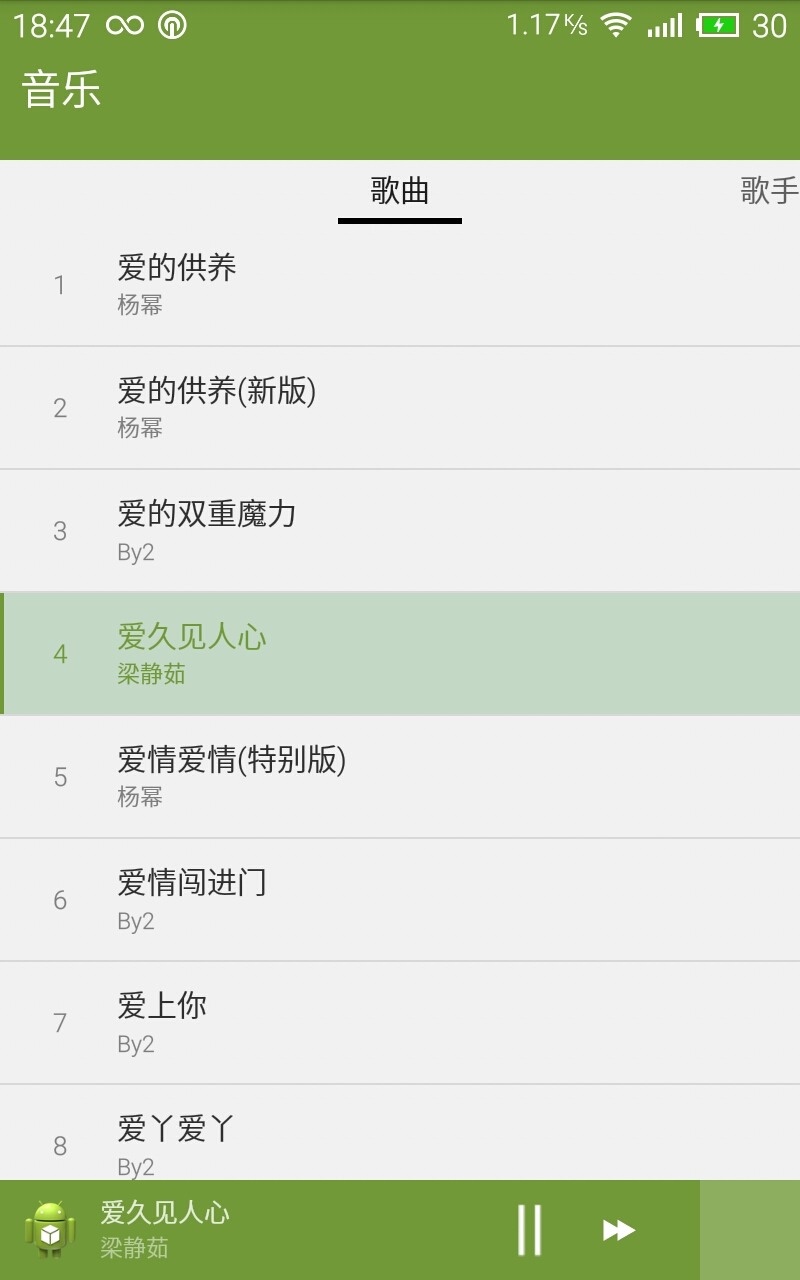 18:47 1.17 K/s 30
音乐
歌曲 歌手
1 爱的供养
杨幂
2 爱的供养(新版)
杨幂
3 爱的双重魔力
By2
4 爱久见人心
梁静茹
5 爱情爱情(特别版)
杨幂
6 爱情闯进门
By2
7 爱上你
By2
8 爱丫爱丫
By2
爱久见人心
梁静茹